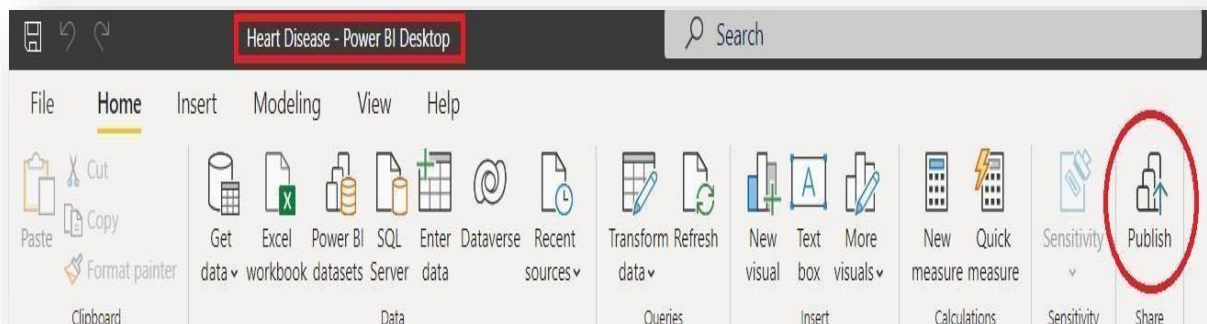 Heart Disease - Power BI Desktop
Search
File Home Insert Modeling View Help
Paste
Cut
Copy
Format painter
Clipboard
Get data
Excel workbook
Power BI datasets
SQL Server
Enter data
Dataverse
Recent sources
Data
Transform data
Refresh
Queries
New visual
A
Text box
More visuals
Insert
New measure
Quick measure
Calculations
Sensitivity
Sensitivity
Publish
Share